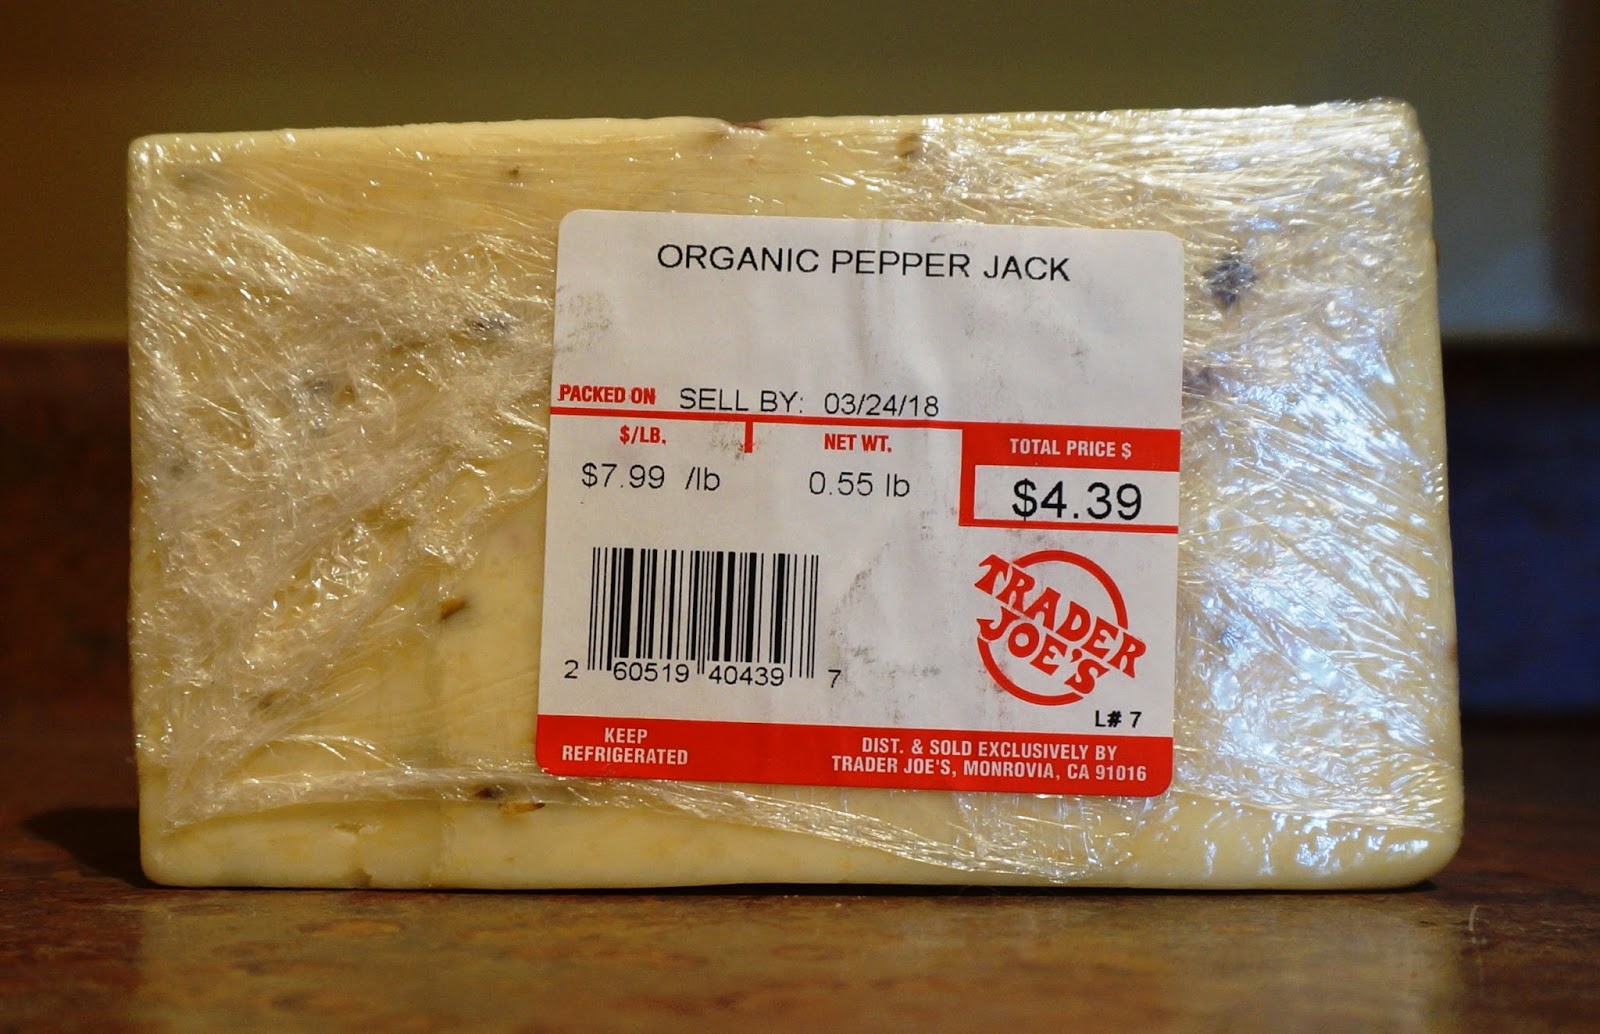 ORGANIC PEPPER JACK
PACKED ON SELL BY: 03/24/18
$/LB. NET WT. TOTAL PRICE $
$7.99 /lb 0.55 lb $4.39
TRADER
JOE'S
2 60519 40439 7
L# 7
KEEP
REFRIGERATED
DIST. & SOLD EXCLUSIVELY BY
TRADER JOE'S, MONROVIA, CA 91016